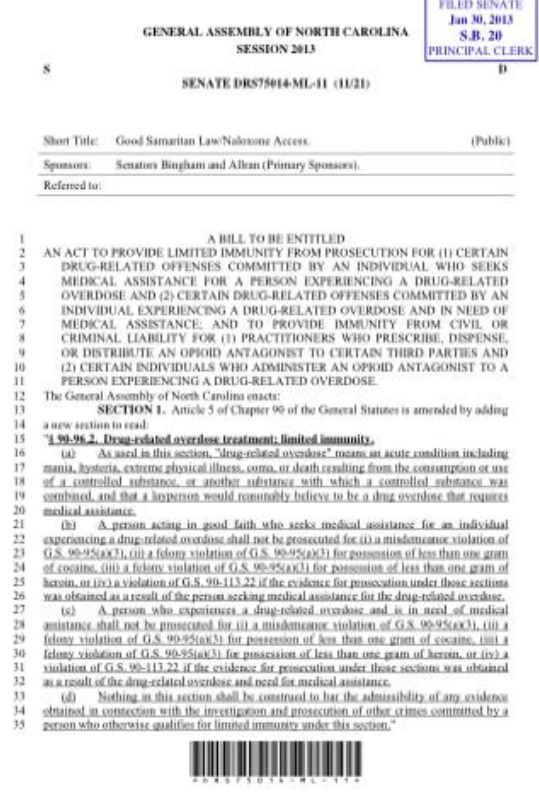 FILED SENATE
Jan 30, 2013
S.B. 20
PRINCIPAL CLERK
GENERAL ASSEMBLY OF NORTH CAROLINA
SESSION 2013
S D
SENATE DRS75014-ML-11 (11/21)
Short Title: Good Samaritan Law/Naloxone Access. (Public)
Sponsors: Senators Bingham and Allran (Primary Sponsors).
Referred to:
1 A BILL TO BE ENTITLED
2 AN ACT TO PROVIDE LIMITED IMMUNITY FROM PROSECUTION FOR (1) CERTAIN
3 DRUG-RELATED OFFENSES COMMITTED BY AN INDIVIDUAL WHO SEEKS
4 MEDICAL ASSISTANCE FOR A PERSON EXPERIENCING A DRUG-RELATED
5 OVERDOSE AND (2) CERTAIN DRUG-RELATED OFFENSES COMMITTED BY AN
6 INDIVIDUAL EXPERIENCING A DRUG-RELATED OVERDOSE AND IN NEED OF
7 MEDICAL ASSISTANCE; AND TO PROVIDE IMMUNITY FROM CIVIL OR
8 CRIMINAL LIABILITY FOR (1) PRACTITIONERS WHO PRESCRIBE, DISPENSE,
9 OR DISTRIBUTE AN OPIOID ANTAGONIST TO CERTAIN THIRD PARTIES AND
10 (2) CERTAIN INDIVIDUALS WHO ADMINISTER AN OPIOID ANTAGONIST TO A
11 PERSON EXPERIENCING A DRUG-RELATED OVERDOSE.
12 The General Assembly of North Carolina enacts:
13 SECTION 1. Article 5 of Chapter 90 of the General Statutes is amended by adding
14 a new section to read:
15 "§ 90-96.2. Drug-related overdose treatment; limited immunity.
16 (a) As used in this section, "drug-related overdose" means an acute condition including
17 mania, hysteria, extreme physical illness, coma, or death resulting from the consumption or use
18 of a controlled substance, or another substance with which a controlled substance was
19 combined, and that a layperson would reasonably believe to be a drug overdose that requires
20 medical assistance.
21 (b) A person acting in good faith who seeks medical assistance for an individual
22 experiencing a drug-related overdose shall not be prosecuted for (i) a misdemeanor violation of
23 G.S. 90-95(a)(3), (ii) a felony violation of G.S. 90-95(a)(3) for possession of less than one gram
24 of cocaine, (iii) a felony violation of G.S. 90-95(a)(3) for possession of less than one gram of
25 heroin, or (iv) a violation of G.S. 90-113.22 if the evidence for prosecution under those sections
26 was obtained as a result of the person seeking medical assistance for the drug-related overdose.
27 (c) A person who experiences a drug-related overdose and is in need of medical
28 assistance shall not be prosecuted for (i) a misdemeanor violation of G.S. 90-95(a)(3), (ii) a
29 felony violation of G.S. 90-95(a)(3) for possession of less than one gram of cocaine, (iii) a
30 felony violation of G.S. 90-95(a)(3) for possession of less than one gram of heroin, or (iv) a
31 violation of G.S. 90-113.22 if the evidence for prosecution under those sections was obtained
32 as a result of the drug-related overdose and need for medical assistance.
33 (d) Nothing in this section shall be construed to bar the admissibility of any evidence
34 obtained in connection with the investigation and prosecution of other crimes committed by a
35 person who otherwise qualifies for limited immunity under this section."